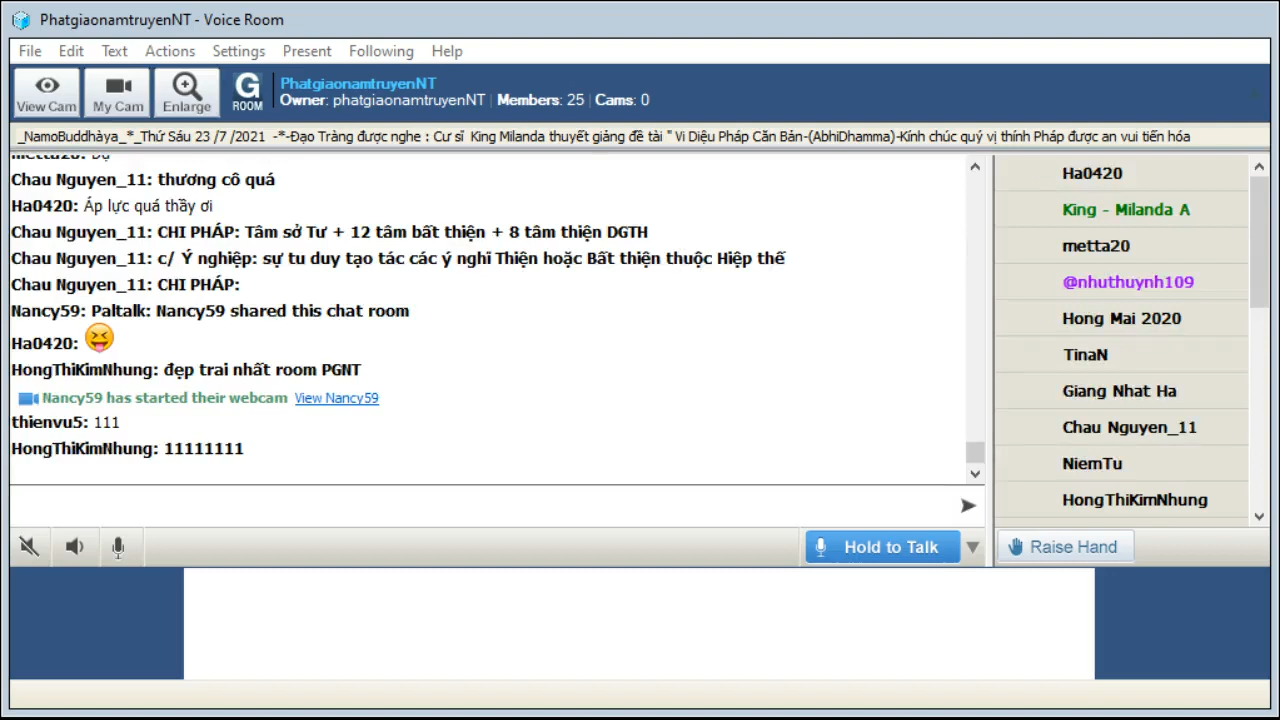 PhatgiaonamtruyenNT - Voice Room
File Edit Text Actions Settings Present Following Help
View Cam My Cam Enlarge G ROOM
PhatgiaonamtruyenNT
Owner: phatgiaonamtruyenNT | Members: 25 | Cams: 0
_NamoBuddhàya_*_Thứ Sáu 23 /7 /2021 -*-Đạo Tràng được nghe : Cư sĩ King Milanda thuyết giảng đề tài " Vi Diệu Pháp Căn Bản-(AbhiDhamma)-Kính chúc quý vị thính Pháp được an vui tiến hóa
metta20: Dạ
Chau Nguyen_11: thương cô quá
Ha0420: Áp lực quá thầy ơi
Chau Nguyen_11: CHI PHÁP: Tâm sở Tư + 12 tâm bất thiện + 8 tâm thiện DGTH
Chau Nguyen_11: c/ Ý nghiệp: sự tu duy tạo tác các ý nghĩ Thiện hoặc Bất thiện thuộc Hiệp thế
Chau Nguyen_11: CHI PHÁP:
Nancy59: Paltalk: Nancy59 shared this chat room
Ha0420:
HongThiKimNhung: đẹp trai nhất room PGNT
Nancy59 has started their webcam View Nancy59
thienvu5: 111
HongThiKimNhung: 11111111
Ha0420
King - Milanda A
metta20
@nhuthuynh109
Hong Mai 2020
TinaN
Giang Nhat Ha
Chau Nguyen_11
NiemTu
HongThiKimNhung
Hold to Talk
Raise Hand